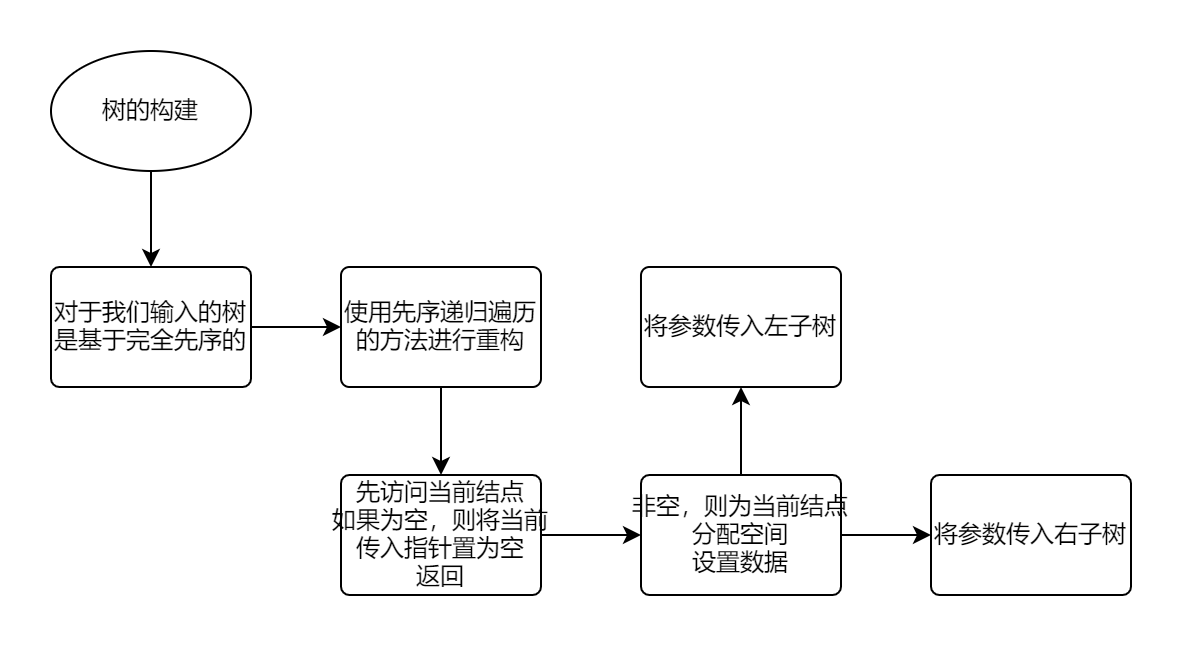 树的构建
对于我们输入的树
是基于完全先序的
使用先序递归遍历
的方法进行重构
将参数传入左子树
先访问当前结点
如果为空，则将当前
传入指针置为空
返回
非空，则为当前结点
分配空间
设置数据
将参数传入右子树